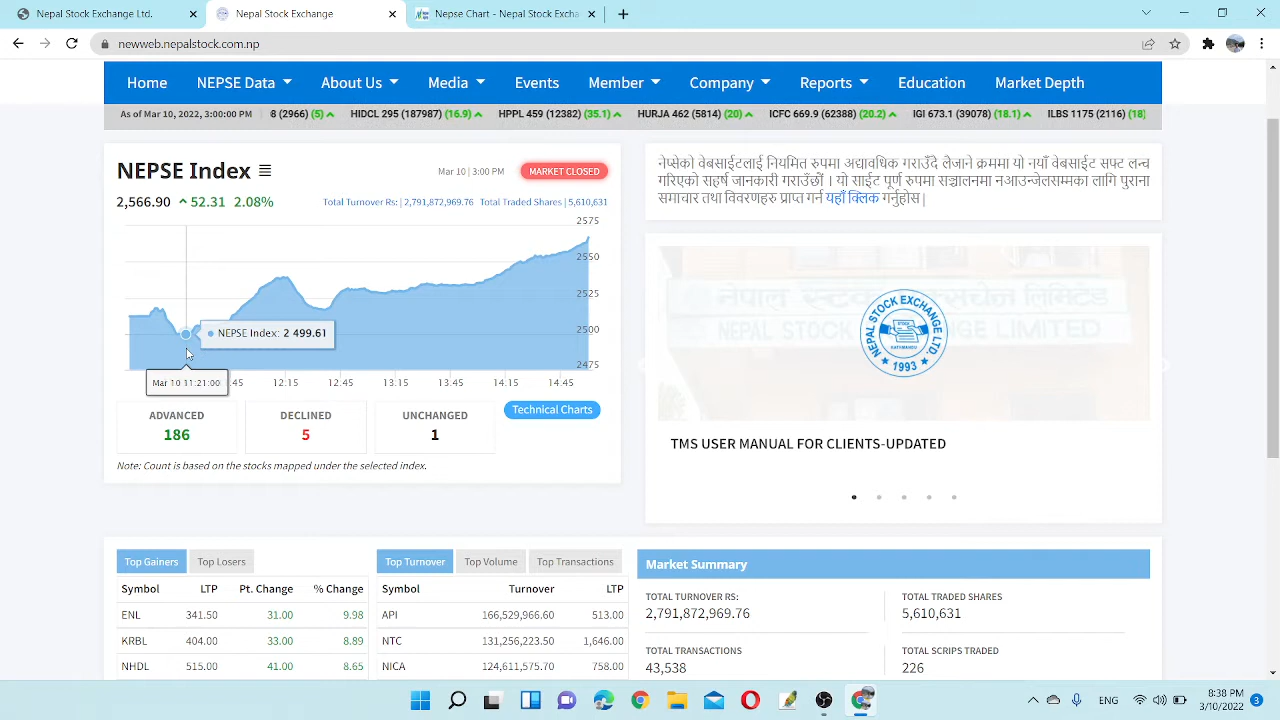 Nepal Stock Exchange - Stock Ex
Nepal Stock Exchange
Nepse Chart - Nepal Stock Exchan
newweb.nepalstock.com.np
Home NEPSE Data About Us Media Events Member Company Reports Education Market Depth
As of Mar 10, 2022, 3:00:00 PM 8 (2966) (5) HIDCL 295 (187987) (16.9) HPPL 459 (12382) (35.1) HURJA 462 (5814) (20) ICFC 669.9 (62388) (20.2) IGI 673.1 (39078) (18.1) ILBS 1175 (2116) (18)
NEPSE Index
Mar 10 | 3:00 PM MARKET CLOSED
2,566.90 52.31 2.08% Total Turnover Rs: | 2,791,872,969.76 Total Traded Shares | 5,610,631
2575
2550
2525
2500
2475
NEPSE Index: 2 499.61
Mar 10 11:21:00
45 12.15 12.45 13.15 13.45 14.15 14.45
ADVANCED DECLINED UNCHANGED Technical Charts
186 5 1
Note: Count is based on the stocks mapped under the selected index.
नेप्सेको वेबसाईटलाई नियमित रुपमा अद्यावधिक गराउँदै लैजाने क्रममा यो नयाँ वेबसाईट सफ्ट लन्च
गरिएको सहर्ष जानकारी गराउँछौं । यो साईट पूर्ण रुपमा सञ्चालनमा नआउन्जेलसम्मका लागि पुराना
समाचार तथा विवरणहरु प्राप्त गर्न यहाँ क्लिक गर्नुहोस |
नेपाल स्टक एक्सचेन्ज लिमिटेड
NEPAL STOCK EXCHANGE LIMITED
NEPAL STOCK EXCHANGE LTD.
KATHMANDU
1993
TMS USER MANUAL FOR CLIENTS-UPDATED
Top Gainers Top Losers
Symbol LTP Pt. Change % Change
ENL 341.50 31.00 9.98
KRBL 404.00 33.00 8.89
NHDL 515.00 41.00 8.65
Top Turnover Top Volume Top Transactions
Symbol Turnover LTP
API 166,529,966.60 513.00
NTC 131,256,223.50 1,646.00
NICA 124,611,575.70 758.00
Market Summary
TOTAL TURNOVER RS: TOTAL TRADED SHARES
2,791,872,969.76 5,610,631
TOTAL TRANSACTIONS TOTAL SCRIPS TRADED
43,538 226
ENG 8:38 PM
3/10/2022 3